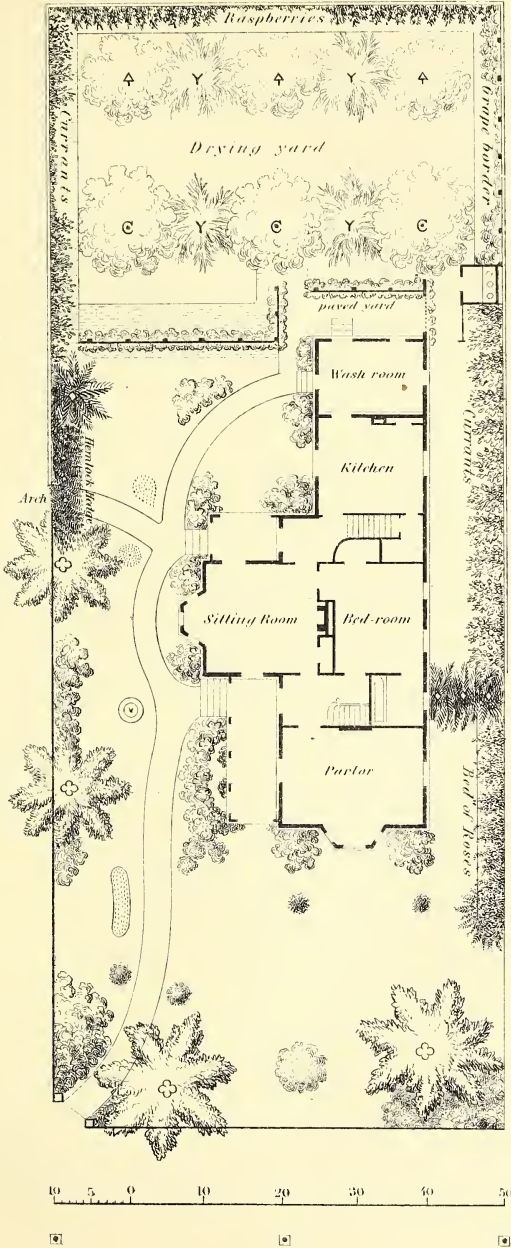 Raspberries
Currants
Grape border
Drying yard
C Y C Y C
paved yard
Wash room
Currants
Kitchen
Hemlock Hedge
Arch
Sitting Room
Bed-room
Parlor
Bed of Roses
10 5 0 10 20 30 40 50